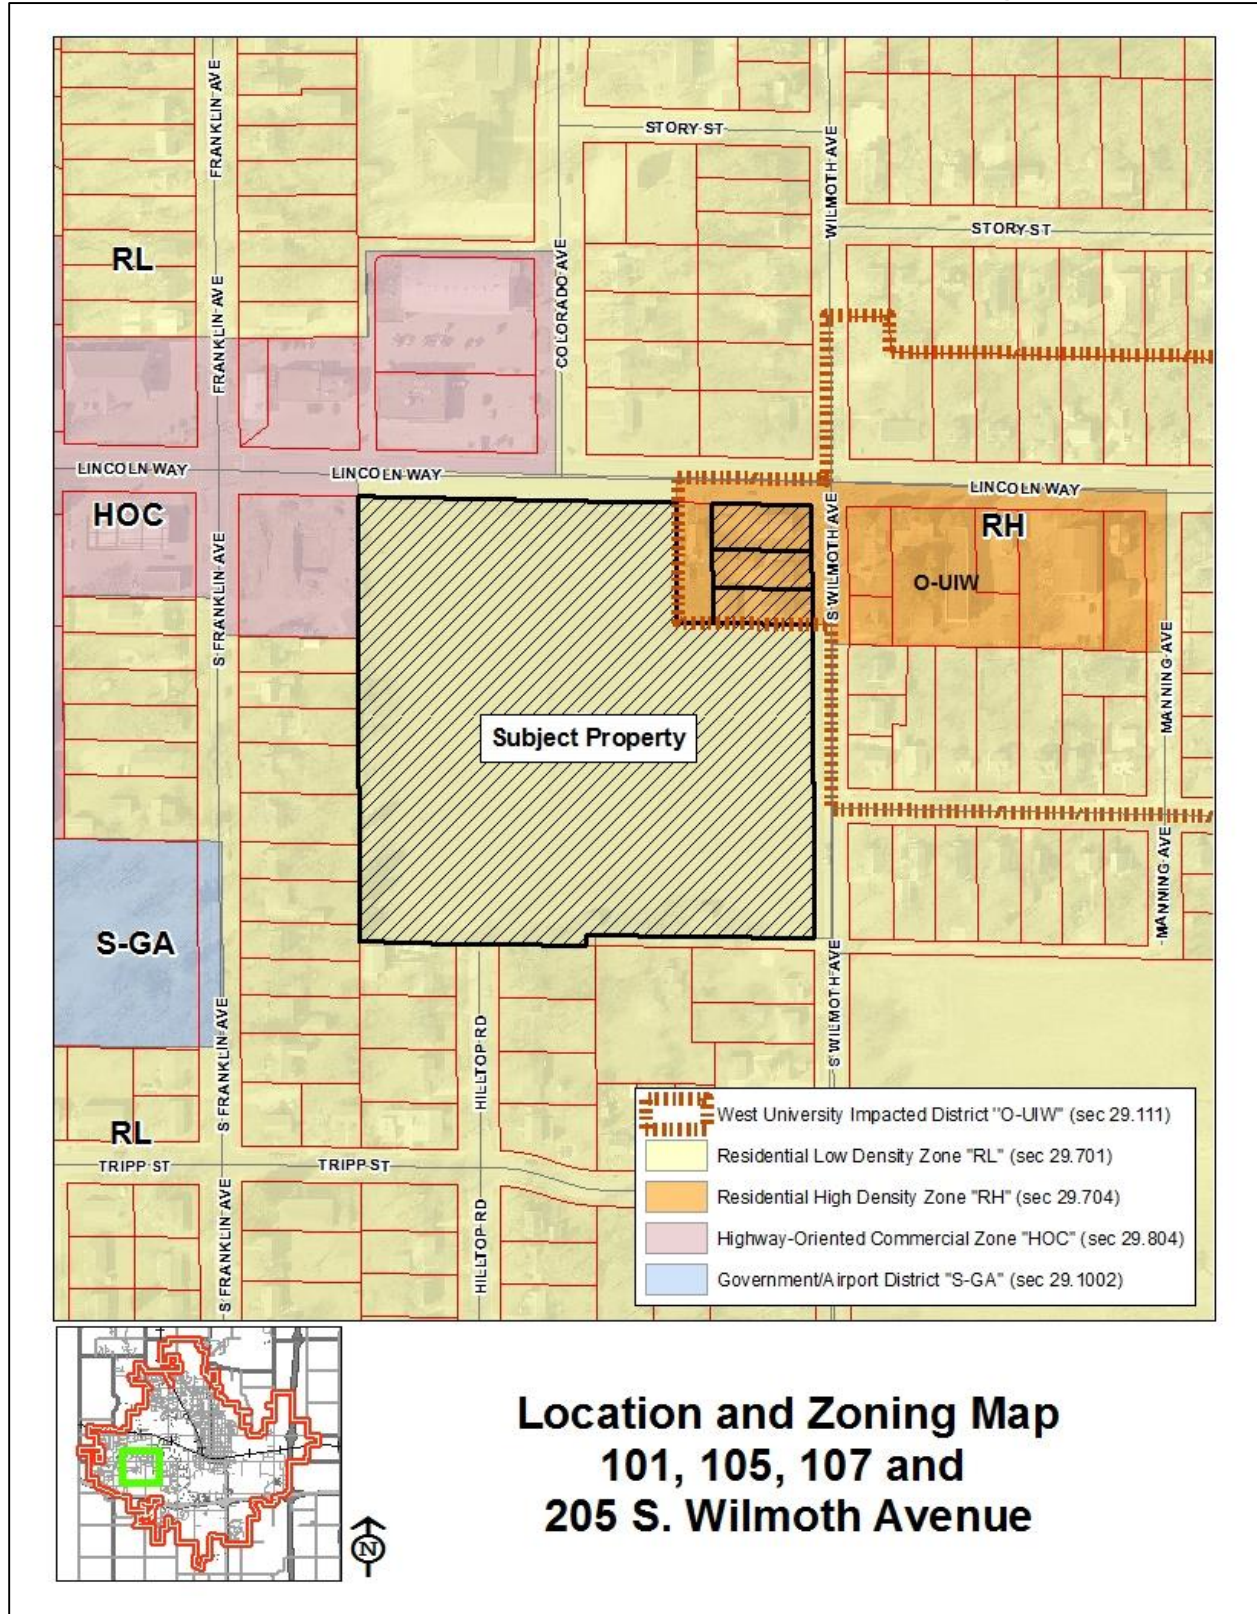 FRANKLIN AVE
STORY ST
WILMOTH AVE
STORY ST
RL
COLORADO AVE
FRANKLIN AVE
LINCOLN WAY
LINCOLN WAY
LINCOLN WAY
HOC
RH
S WILMOTH AVE
O-UIW
S FRANKLIN AVE
MANNING AVE
Subject Property
MANNING AVE
S-GA
S WILMOTH AVE
S FRANKLIN AVE
HILLTOP RD
RL
TRIPP ST
TRIPP ST
S FRANKLIN AVE
HILLTOP RD
West University Impacted District "O-UIW" (sec 29.111)
Residential Low Density Zone "RL" (sec 29.701)
Residential High Density Zone "RH" (sec 29.704)
Highway-Oriented Commercial Zone "HOC" (sec 29.804)
Government/Airport District "S-GA" (sec 29.1002)
Location and Zoning Map
101, 105, 107 and
205 S. Wilmoth Avenue
N